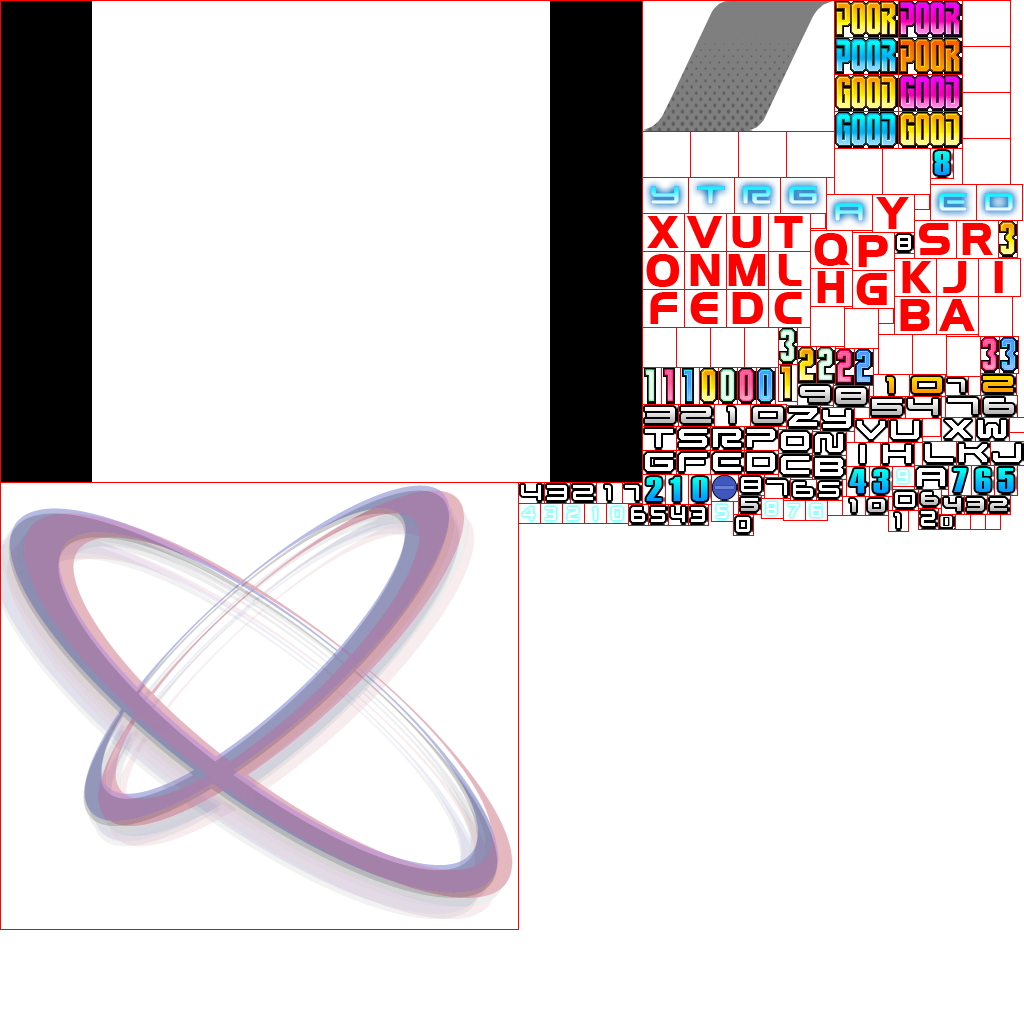 POOR POOR
POOR POOR
GOOD GOOD
GOOD GOOD
8
Y T R G A Y E D
X V U T Q P 8 S R 3
O N M L H G K J I
F E D C B A
3 3 3
1 1 1 0 0 0 0 1 2 2 2 2 1 0 7 2
9 8 5 4 7 6
3 2 1 0 Z Y V U X W
T S R P O N I H L K J
G F E D C B 4 3 9 A 7 6 5
4 3 2 1 7 2 1 0 8 7 6 5 1 0 0 6 4 3 2
4 3 2 1 0 6 5 4 3 5 5 8 7 6 1 2 0
0